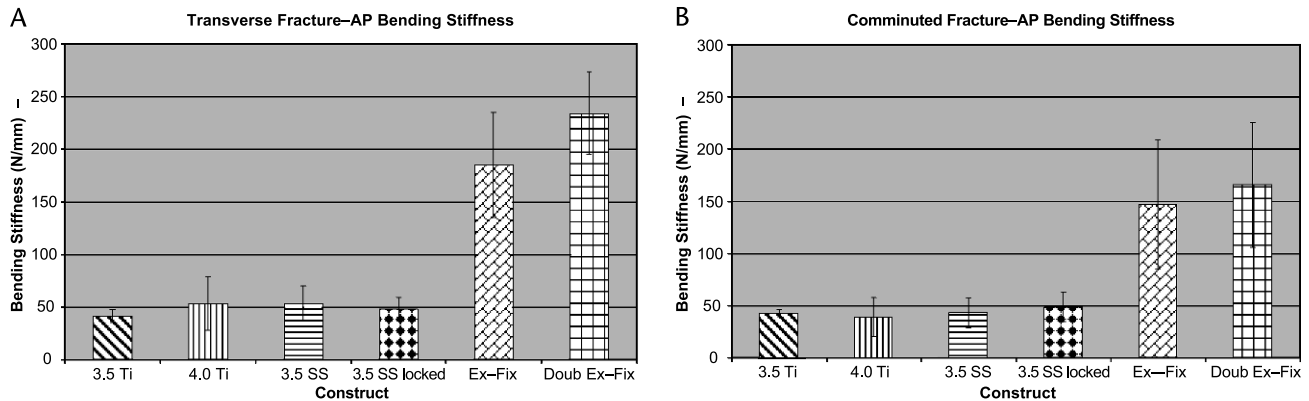 A
Transverse Fracture–AP Bending Stiffness
Bending Stiffness (N/mm) –
300
250
200
150
100
50
0
3.5 Ti 4.0 Ti 3.5 SS 3.5 SS locked Ex–Fix Doub Ex–Fix
Construct
B
Comminuted Fracture–AP Bending Stiffness
Bending Stiffness (N/mm) –
300
250
200
150
100
50
0
3.5 Ti 4.0 Ti 3.5 SS 3.5 SS locked Ex—Fix Doub Ex–Fix
Construct